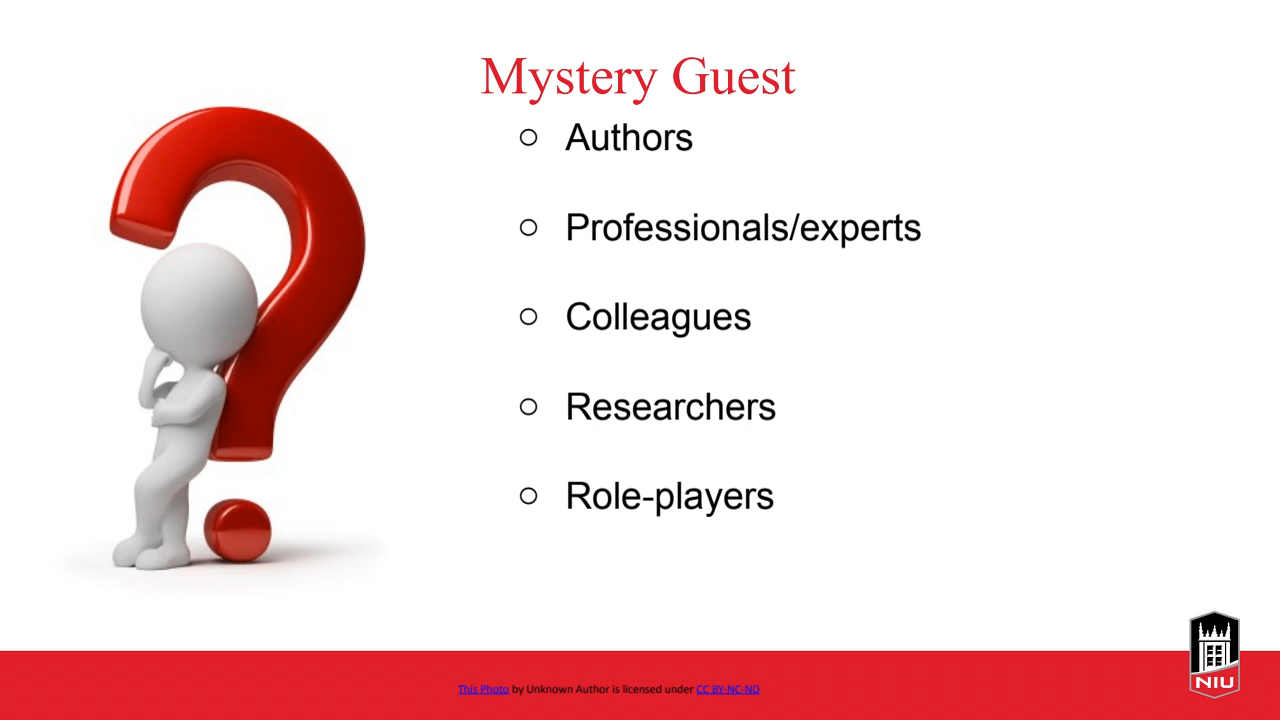 Mystery Guest
○ Authors
○ Professionals/experts
○ Colleagues
○ Researchers
○ Role-players
NIU
This Photo by Unknown Author is licensed under CC BY-NC-ND